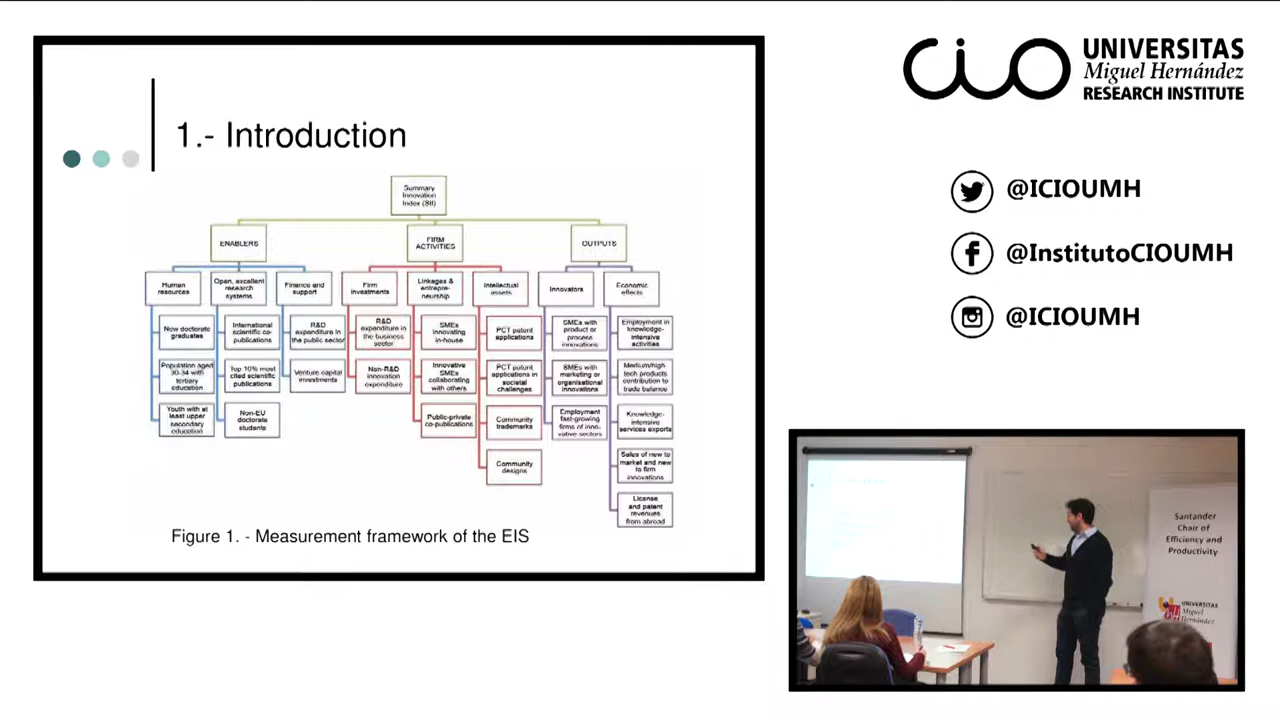 1.- Introduction
Summary
Innovation
Index (SII)
ENABLERS
FIRM
ACTIVITIES
OUTPUTS
Human
resources
Open, excellent
research
systems
Finance and
support
Firm
investments
Linkages &
entrepre-
neurship
Intellectual
assets
Innovators
Economic
effects
New doctorate
graduates
International
scientific co-
publications
R&D
expenditure in
the public sector
R&D
expenditure in
the business
sector
SMEs
innovating
in-house
PCT patent
applications
SMEs with
product or
process
innovations
Employment in
knowledge-
intensive
activities
Population aged
30-34 with
tertiary
education
Top 10% most
cited scientific
publications
Venture capital
investments
Non-R&D
innovation
expenditure
Innovative
SMEs
collaborating
with others
PCT patent
applications in
societal
challenges
SMEs with
marketing or
organisational
innovations
Medium/high-
tech products
contribution to
trade balance
Youth with at
least upper
secondary
education
Non-EU
doctorate
students
Public-private
co-publications
Community
trademarks
Employment
fast-growing
firms of inno-
vative sectors
Knowledge-
intensive
services exports
Community
designs
Sales of new to
market and new
to firm
innovations
License
and patent
revenues
from abroad
Figure 1. - Measurement framework of the EIS
cio
UNIVERSITAS
Miguel Hernández
RESEARCH INSTITUTE
@ICIOUMH
@InstitutoCIOUMH
@ICIOUMH
Santander
Chair of
Efficiency and
Productivity
UNIVERSITAS
Miguel
Hernández